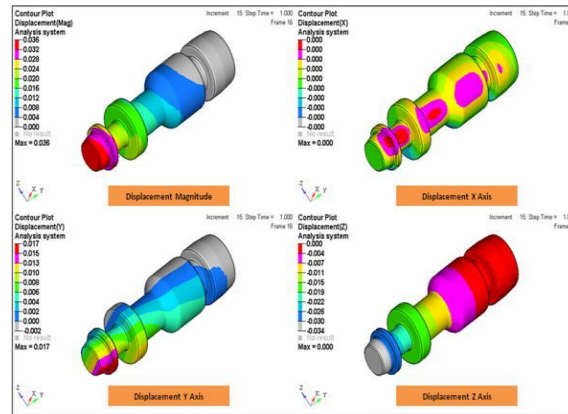 Contour Plot
Displacement(Mag)
Analysis system
0.036
0.032
0.028
0.024
0.020
0.016
0.012
0.008
0.004
0.000
No result
Max = 0.036
Increment 15: Step Time = 1.000
Frame 16
Z X Y
Displacement Magnitude
Contour Plot
Displacement(X)
Analysis system
0.000
0.000
0.000
0.000
0.000
-0.000
-0.000
-0.000
-0.000
-0.000
No result
Max = 0.000
Increment 15: Step Time = 1.0
Frame
Z X Y
Displacement X Axis
Contour Plot
Displacement(Y)
Analysis system
0.017
0.015
0.013
0.010
0.008
0.006
0.004
0.002
0.000
-0.002
No result
Max = 0.017
Increment 15: Step Time = 1.000
Frame 16
Z X Y
Displacement Y Axis
Contour Plot
Displacement(Z)
Analysis system
0.000
-0.004
-0.007
-0.011
-0.015
-0.019
-0.022
-0.026
-0.030
-0.034
No result
Max = 0.000
Increment 15: Step Time = 1.0
Frame
Z X Y
Displacement Z Axis